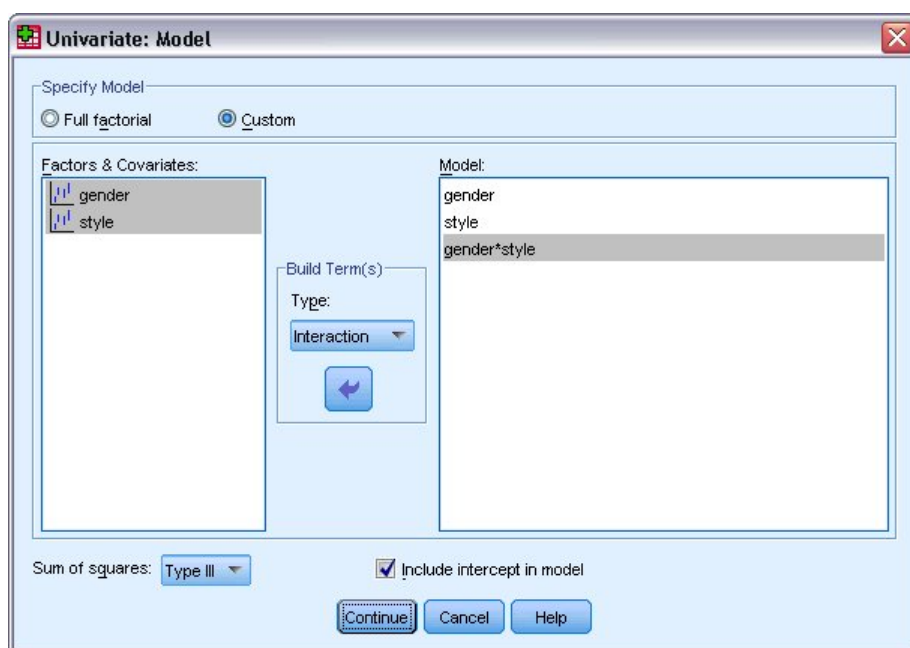 Univariate: Model
Specify Model
Full factorial
Custom
Factors & Covariates:
gender
style
Build Term(s)
Type:
Interaction
Model:
gender
style
gender*style
Sum of squares: Type III
Include intercept in model
Continue Cancel Help